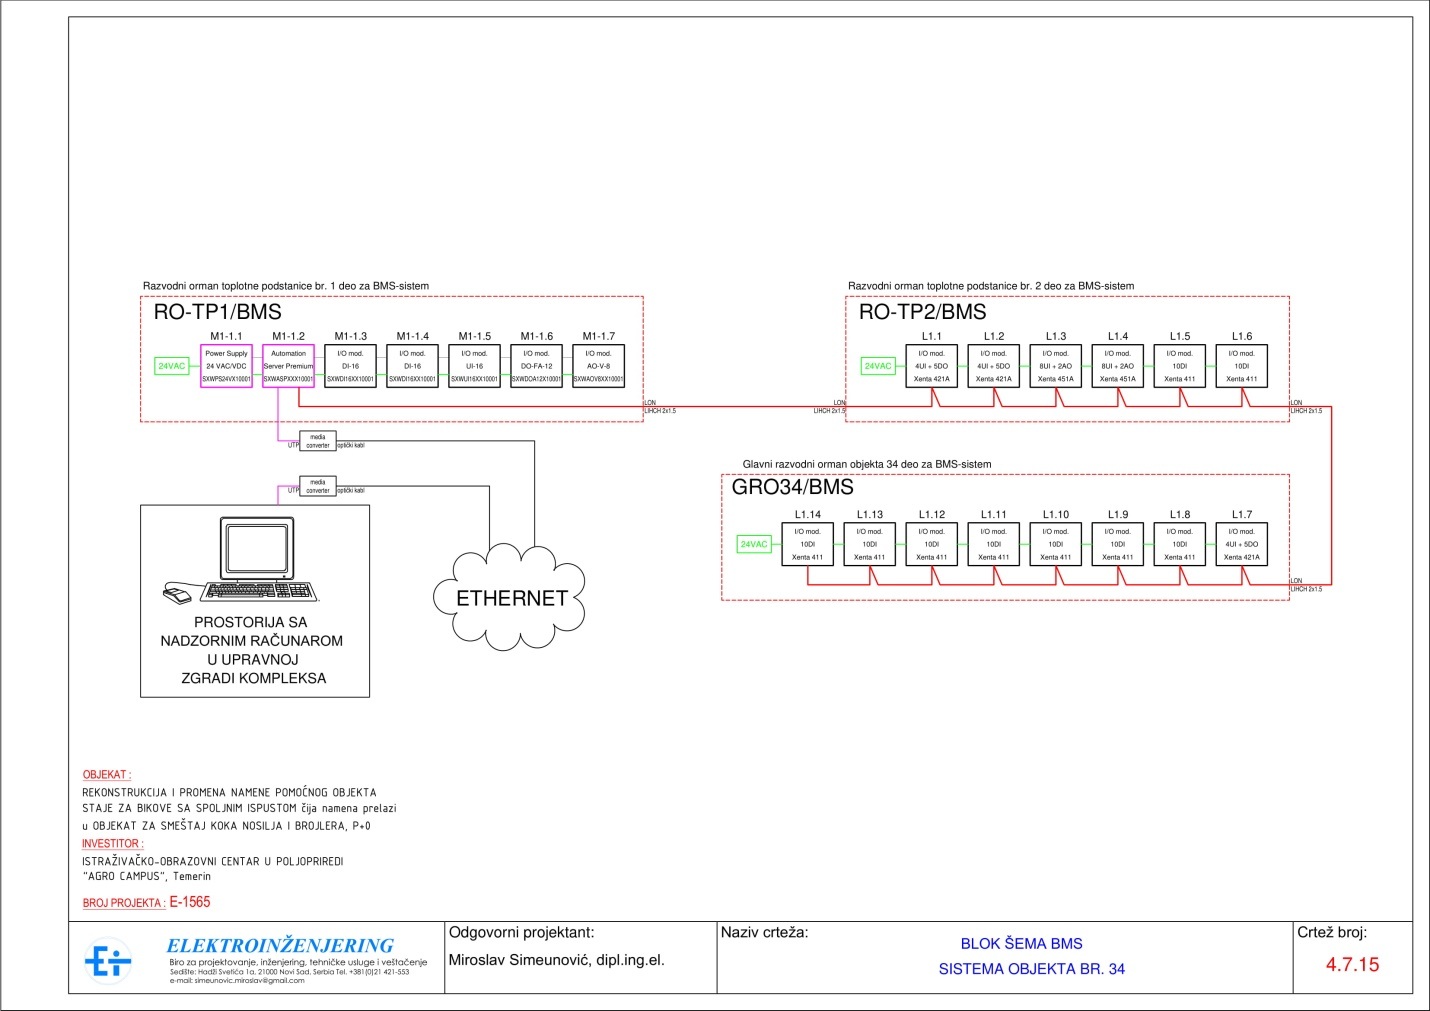 Razvodni orman toplotne podstanice br. 1 deo za BMS-sistem
RO-TP1/BMS
M1-1.1 M1-1.2 M1-1.3 M1-1.4 M1-1.5 M1-1.6 M1-1.7
24VAC
Power Supply
24 VAC/VDC
SXWPS24VX10001
Automation
Server Premium
SXWASPXXX10001
I/O mod.
DI-16
SXWDI16XX10001
I/O mod.
DI-16
SXWDI16XX10001
I/O mod.
UI-16
SXWUI16XX10001
I/O mod.
DO-FA-12
SXWDOA12X10001
I/O mod.
AO-V-8
SXWAOV8XX10001
LON
LIHCH 2x1.5
LON
LIHCH 2x1.5
Razvodni orman toplotne podstanice br. 2 deo za BMS-sistem
RO-TP2/BMS
L1.1 L1.2 L1.3 L1.4 L1.5 L1.6
24VAC
I/O mod.
4UI + 5DO
Xenta 421A
I/O mod.
4UI + 5DO
Xenta 421A
I/O mod.
8UI + 2AO
Xenta 451A
I/O mod.
8UI + 2AO
Xenta 451A
I/O mod.
10DI
Xenta 411
I/O mod.
10DI
Xenta 411
LON
LIHCH 2x1.5
UTP
media
converter
optički kabl
UTP
media
converter
optički kabl
Glavni razvodni orman objekta 34 deo za BMS-sistem
GRO34/BMS
L1.14 L1.13 L1.12 L1.11 L1.10 L1.9 L1.8 L1.7
24VAC
I/O mod.
10DI
Xenta 411
I/O mod.
10DI
Xenta 411
I/O mod.
10DI
Xenta 411
I/O mod.
10DI
Xenta 411
I/O mod.
10DI
Xenta 411
I/O mod.
10DI
Xenta 411
I/O mod.
10DI
Xenta 411
I/O mod.
4UI + 5DO
Xenta 421A
LON
LIHCH 2x1.5
ETHERNET
PROSTORIJA SA
NADZORNIM RAČUNAROM
U UPRAVNOJ
ZGRADI KOMPLEKSA
OBJEKAT :
REKONSTRUKCIJA I PROMENA NAMENE POMOĆNOG OBJEKTA
STAJE ZA BIKOVE SA SPOLJNIM ISPUSTOM čija namena prelazi
u OBJEKAT ZA SMEŠTAJ KOKA NOSILJA I BROJLERA, P+0
INVESTITOR :
ISTRAŽIVAČKO-OBRAZOVNI CENTAR U POLJOPRIREDI
"AGRO CAMPUS", Temerin
BROJ PROJEKTA : E-1565
ELEKTROINŽENJERING
Biro za projektovanje, inženjering, tehničke usluge i veštačenje
Sedište: Hadži Svetića 1a, 21000 Novi Sad, Serbia Tel. +381(0)21 421-553
e-mail: simeunovic.miroslav@gmail.com
Odgovorni projektant:
Miroslav Simeunović, dipl.ing.el.
Naziv crteža:
BLOK ŠEMA BMS
SISTEMA OBJEKTA BR. 34
Crtež broj:
4.7.15